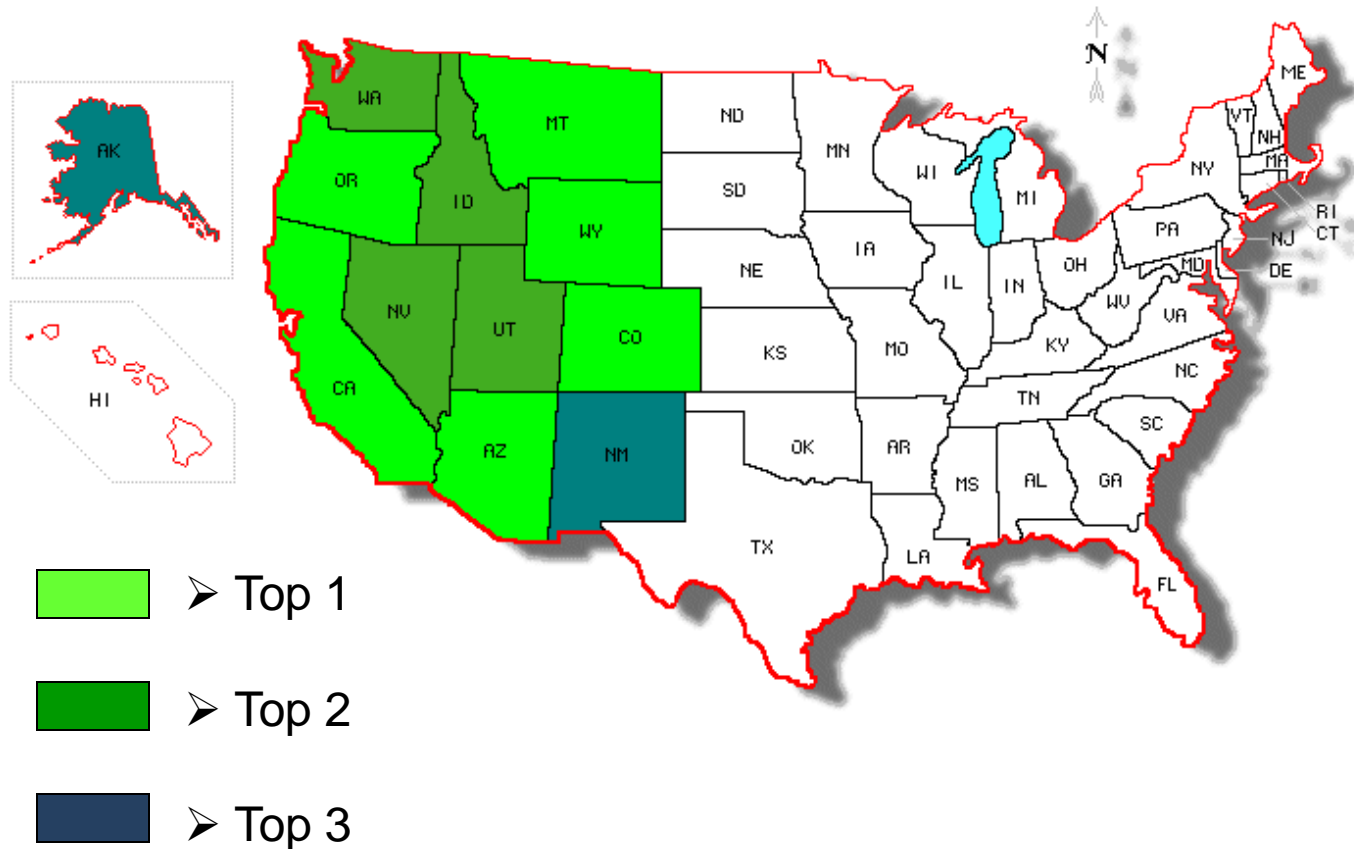 N
ME
WA
VT
MT
NH
ND
AK
MN
MA
OR
WI
NY
ID
SD
MI
RI
WY
PA
CT
NJ
IA
OH
MD
DE
NE
IL
IN
NV
WV
UT
VA
CO
KS
MO
KY
NC
CA
HI
TN
SC
AZ
NM
OK
AR
MS
AL
GA
TX
LA
FL
➢ Top 1
➢ Top 2
➢ Top 3